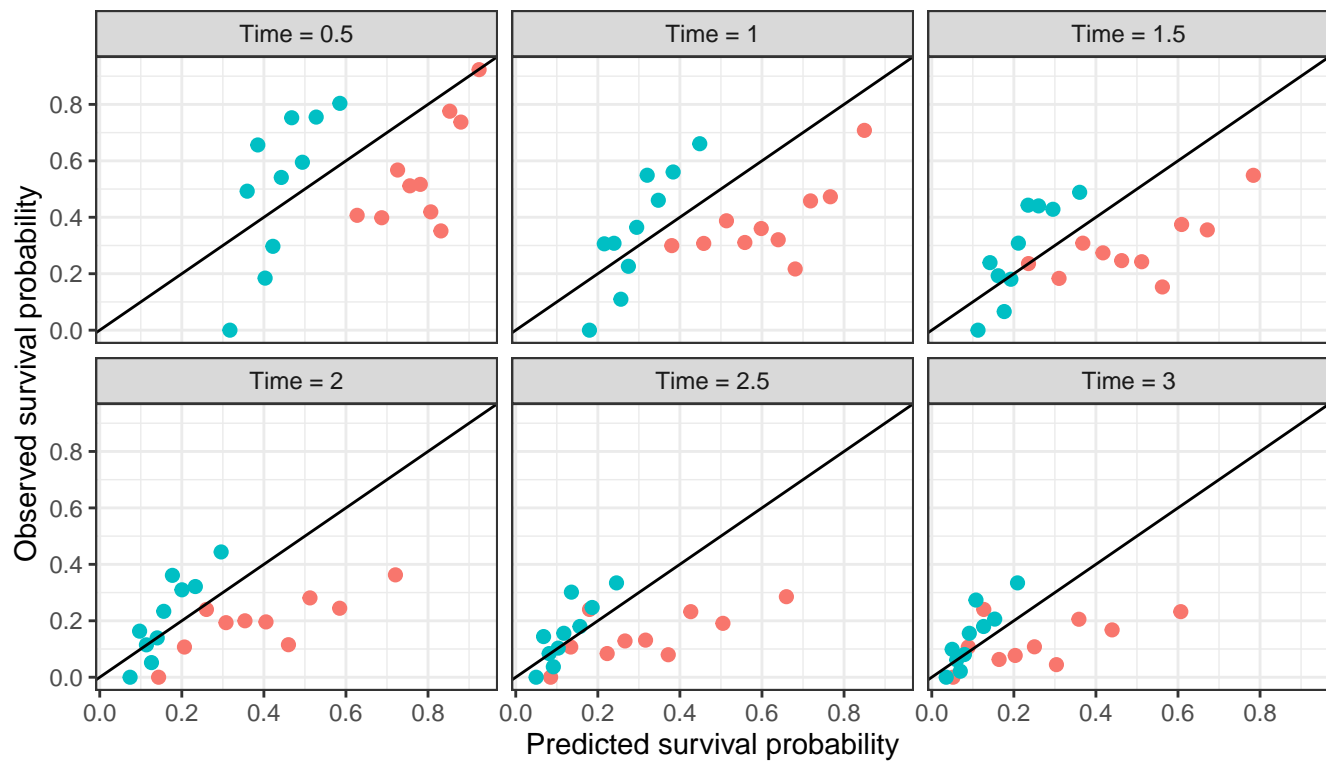 Time = 0.5
Time = 1
Time = 1.5
0.8
0.6
0.4
0.2
0.0
Time = 2
Time = 2.5
Time = 3
0.8
0.6
0.4
0.2
0.0
0.0 0.2 0.4 0.6 0.8
0.0 0.2 0.4 0.6 0.8
0.0 0.2 0.4 0.6 0.8
Observed survival probability
Predicted survival probability